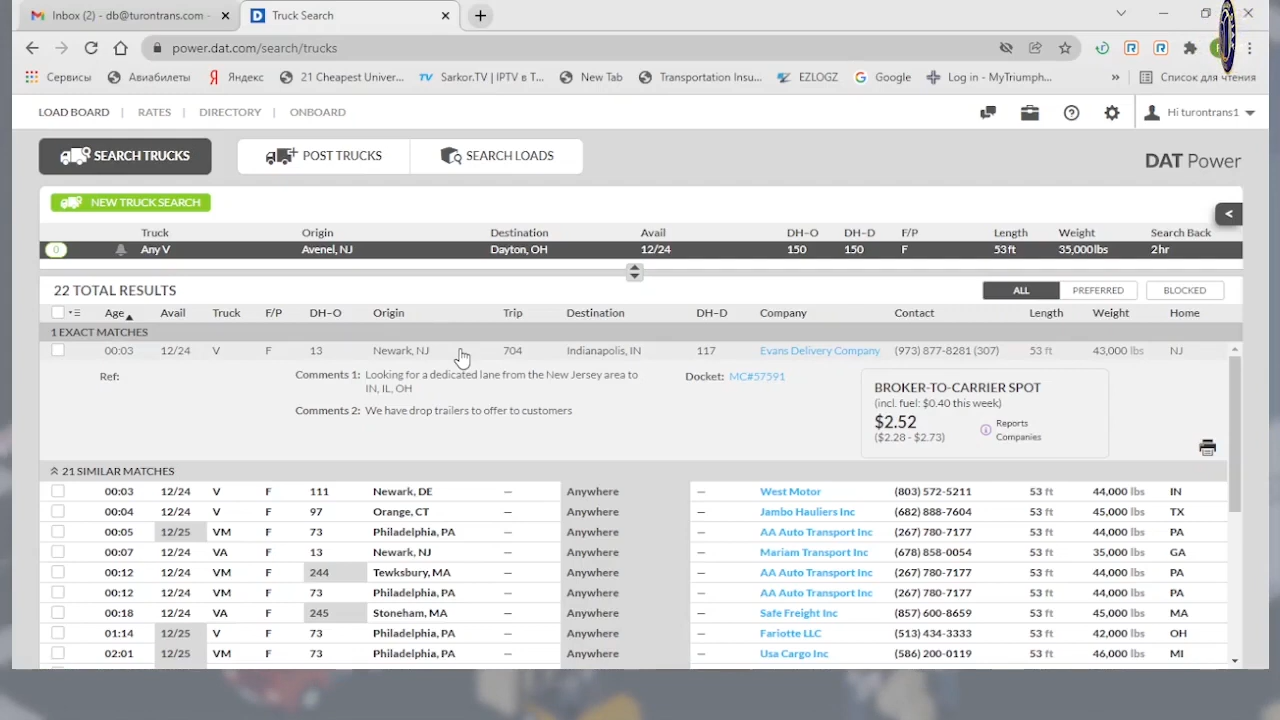 Inbox (2) - db@turontrans.com - Truck Search
power.dat.com/search/trucks
Сервисы Авиабилеты Яндекс 21 Cheapest Univer... Sarkor.TV | IPTV в Т... New Tab Transportation Insu... EZLOGZ Google Log in - MyTriumph... » Список для чтения
LOAD BOARD | RATES | DIRECTORY | ONBOARD Hi turontrans1
SEARCH TRUCKS POST TRUCKS SEARCH LOADS DAT Power
NEW TRUCK SEARCH <
Truck Origin Destination Avail DH-O DH-D F/P Length Weight Search Back
0 Any V Avenel, NJ Dayton, OH 12/24 150 150 F 53 ft 35,000 lbs 2 hr
22 TOTAL RESULTS ALL PREFERRED BLOCKED
Age Avail Truck F/P DH-O Origin Trip Destination DH-D Company Contact Length Weight Home
1 EXACT MATCHES
00:03 12/24 V F 13 Newark, NJ 704 Indianapolis, IN 117 Evans Delivery Company (973) 877-8281 (307) 53 ft 43,000 lbs NJ
Ref: Comments 1: Looking for a dedicated lane from the New Jersey area to Docket: MC#57591
IN, IL, OH
Comments 2: We have drop trailers to offer to customers
BROKER-TO-CARRIER SPOT
(incl. fuel: $0.40 this week)
$2.52 Reports
($2.28 - $2.73) Companies
21 SIMILAR MATCHES
00:03 12/24 V F 111 Newark, DE — Anywhere — West Motor (803) 572-5211 53 ft 44,000 lbs IN
00:04 12/24 V F 97 Orange, CT — Anywhere — Jambo Hauliers Inc (682) 888-7604 53 ft 45,000 lbs TX
00:05 12/25 VM F 73 Philadelphia, PA — Anywhere — AA Auto Transport Inc (267) 780-7177 53 ft 44,000 lbs PA
00:07 12/24 VA F 13 Newark, NJ — Anywhere — Mariam Transport Inc (678) 858-0054 53 ft 35,000 lbs GA
00:12 12/24 VM F 244 Tewksbury, MA — Anywhere — AA Auto Transport Inc (267) 780-7177 53 ft 44,000 lbs PA
00:12 12/24 VM F 73 Philadelphia, PA — Anywhere — AA Auto Transport Inc (267) 780-7177 53 ft 44,000 lbs PA
00:18 12/24 VA F 245 Stoneham, MA — Anywhere — Safe Freight Inc (857) 600-8659 53 ft 45,000 lbs MA
01:14 12/25 V F 73 Philadelphia, PA — Anywhere — Fariotte LLC (513) 434-3333 53 ft 42,000 lbs OH
02:01 12/25 VM F 73 Philadelphia, PA — Anywhere — Usa Cargo Inc (586) 200-0119 53 ft 46,000 lbs MI